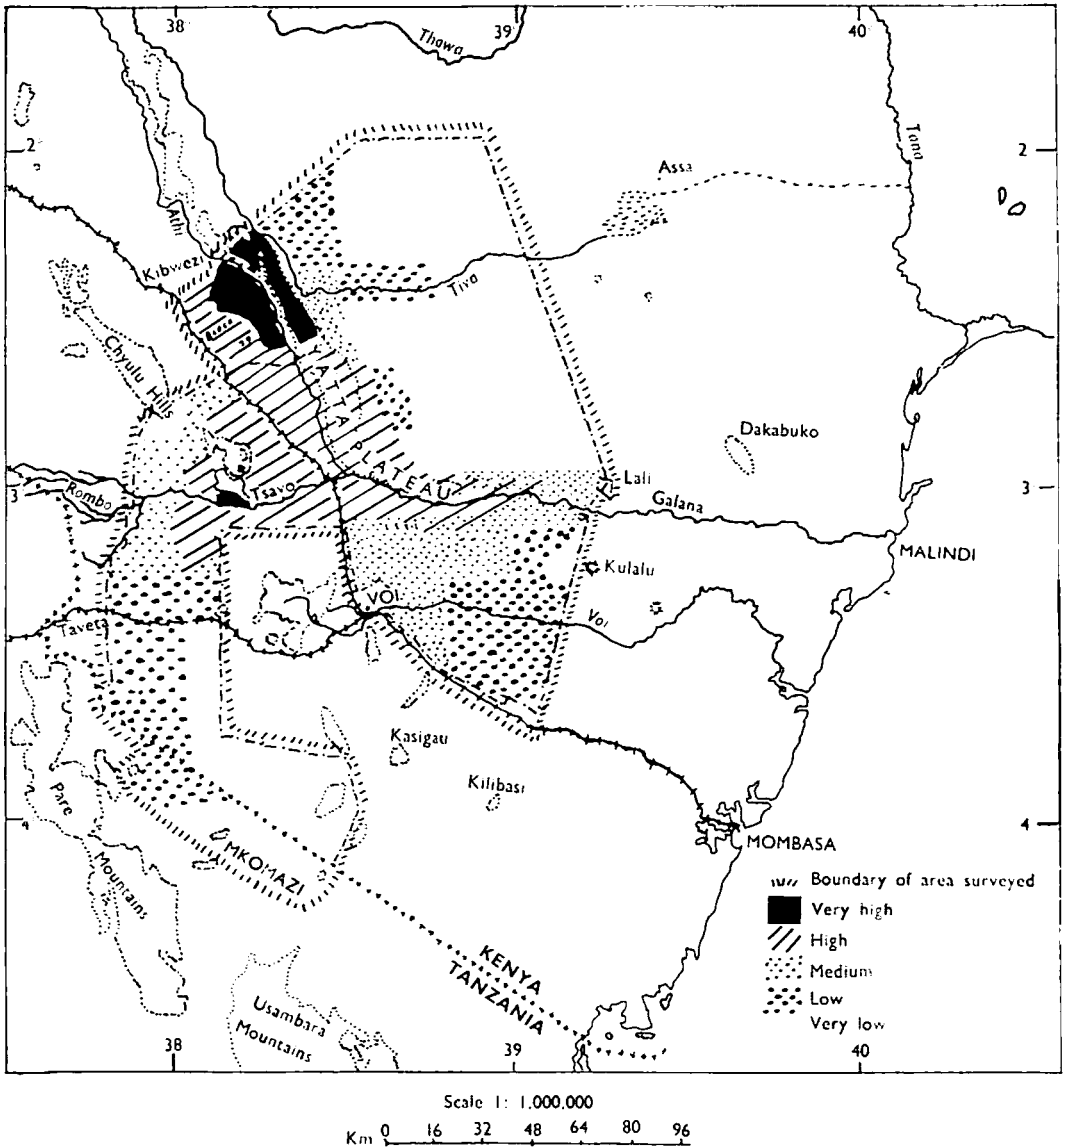 38
39
40
Thawa
2
Assa
Tana
2
Athi
Kibwezi
Tiva
Chyulu Hills
YATTA PLATEAU
Dakabuko
3
Rombo
Tsavo
Lali
Galana
3
MALINDI
Kulalu
VOI
Voi
Taveta
Kasigau
Kilibasi
Pare
Mountains
4
MKOMAZI
4
MOMBASA
Boundary of area surveyed
Very high
High
Medium
Low
Very low
KENYA
TANZANIA
Usambara
Mountains
38
39
40
Scale 1: 1,000,000
Km 0 16 32 48 64 80 96